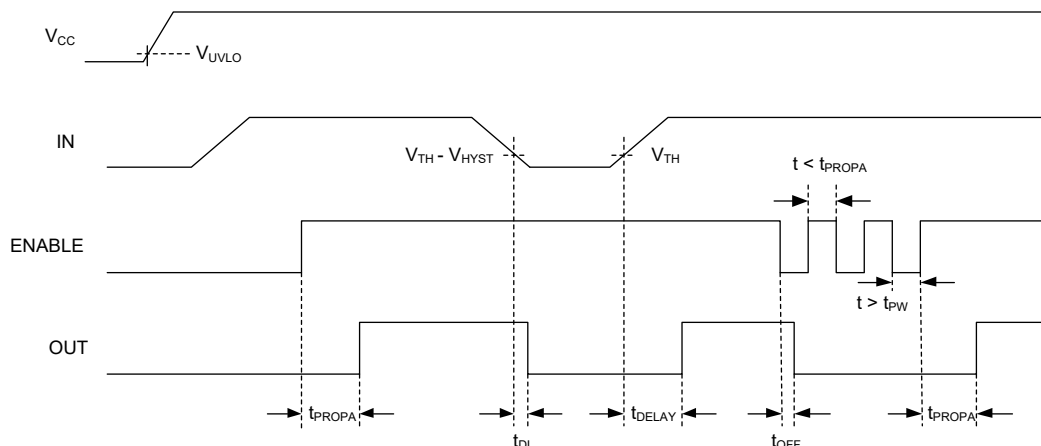 VCC
VUVLO
IN
VTH - VHYST
VTH
t < tPROPA
ENABLE
t > tPW
OUT
tPROPA
tDL
tDELAY
tOFF
tPROPA